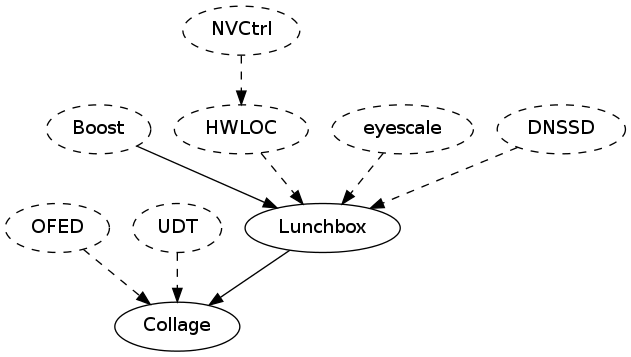 NVCtrl
Boost
HWLOC
eyescale
DNSSD
OFED
UDT
Lunchbox
Collage